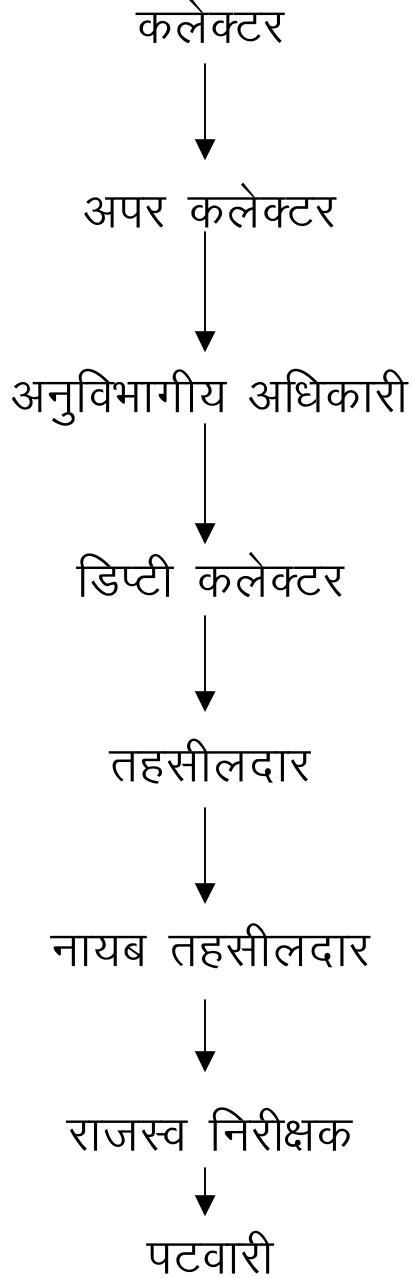 कलेक्टर
अपर कलेक्टर
अनुविभागीय अधिकारी
डिप्टी कलेक्टर
तहसीलदार
नायब तहसीलदार
राजस्व निरीक्षक
पटवारी